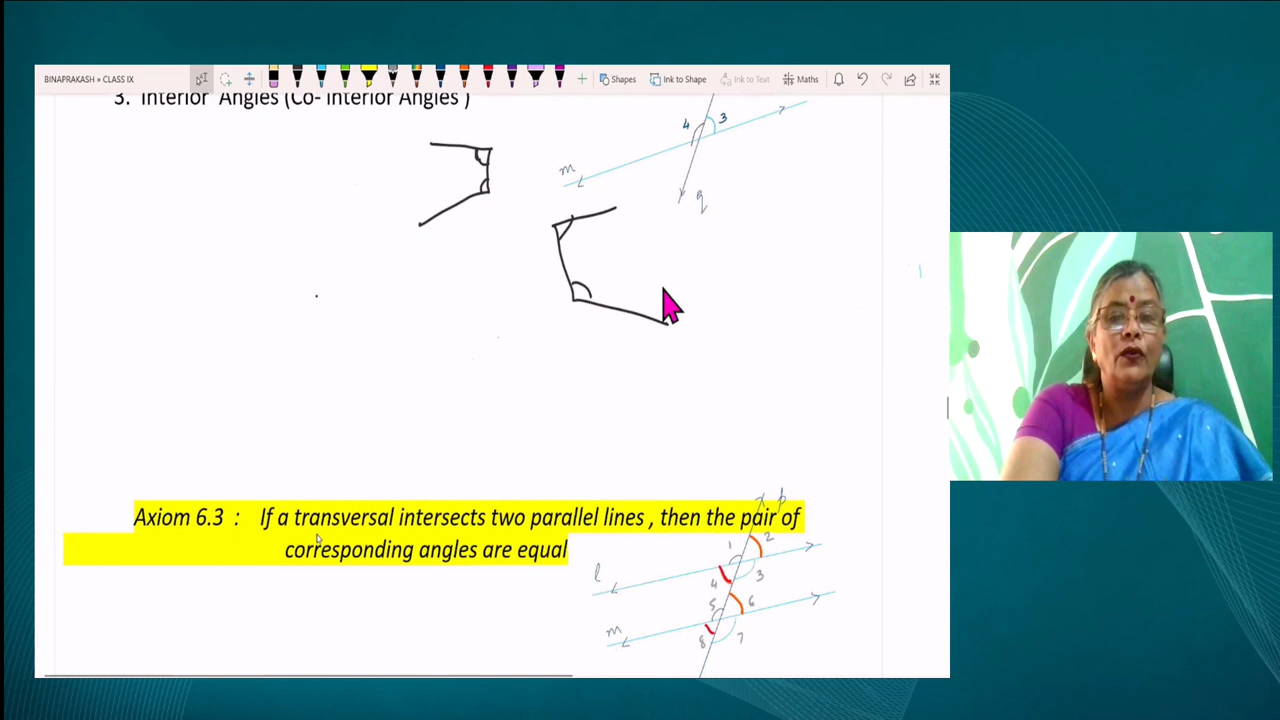 BINAPRAKASH » CLASS IX
Shapes
Ink to Shape
Ink to Text
Maths
3. Interior Angles (Co- Interior Angles )
4 3
m
q
Axiom 6.3 : If a transversal intersects two parallel lines , then the pair of
corresponding angles are equal
p
1 2
l
4 3
5 6
m
8 7